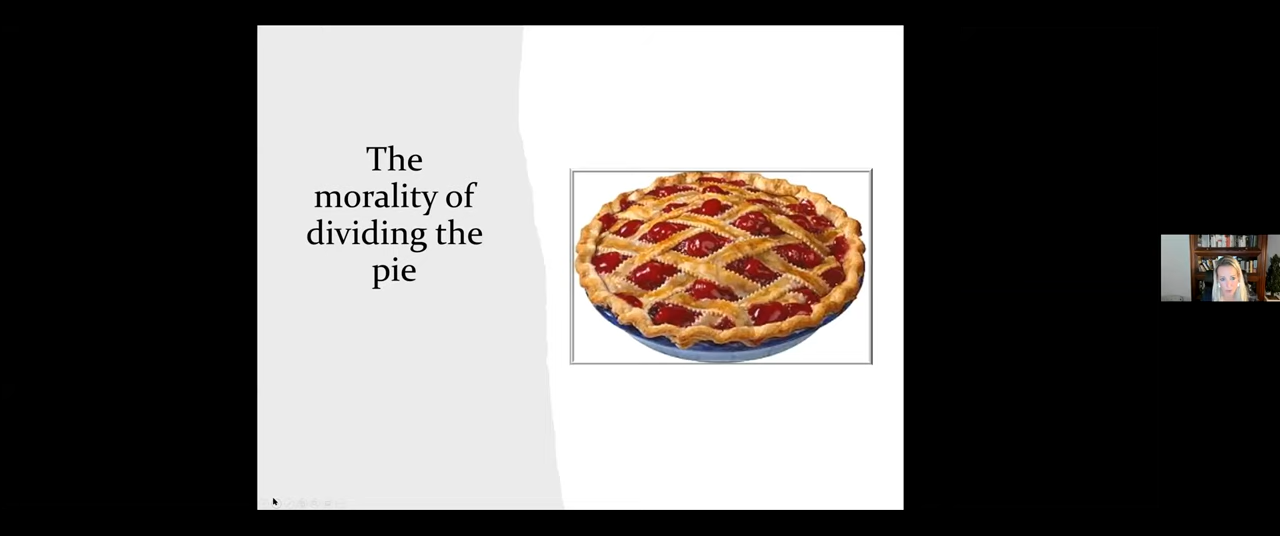 The
morality of
dividing the
pie